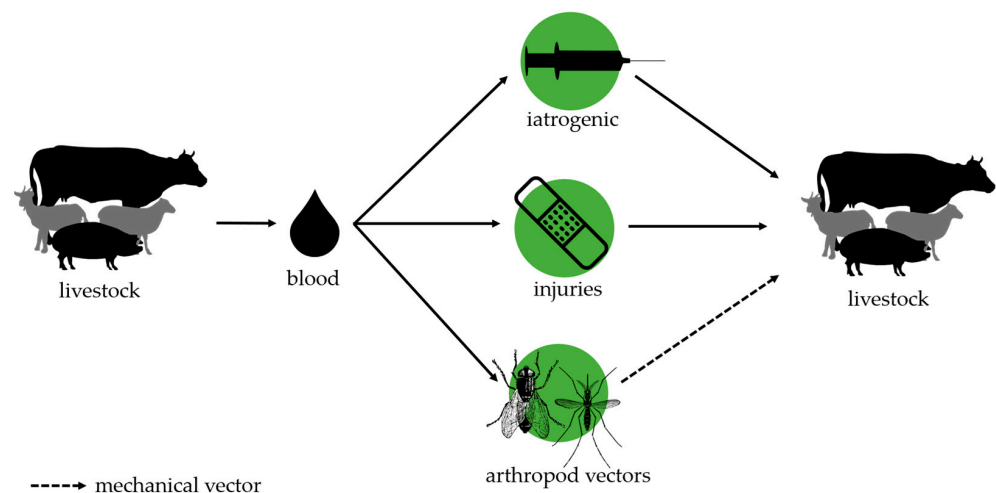 iatrogenic
livestock
blood
injuries
livestock
arthropod vectors
mechanical vector